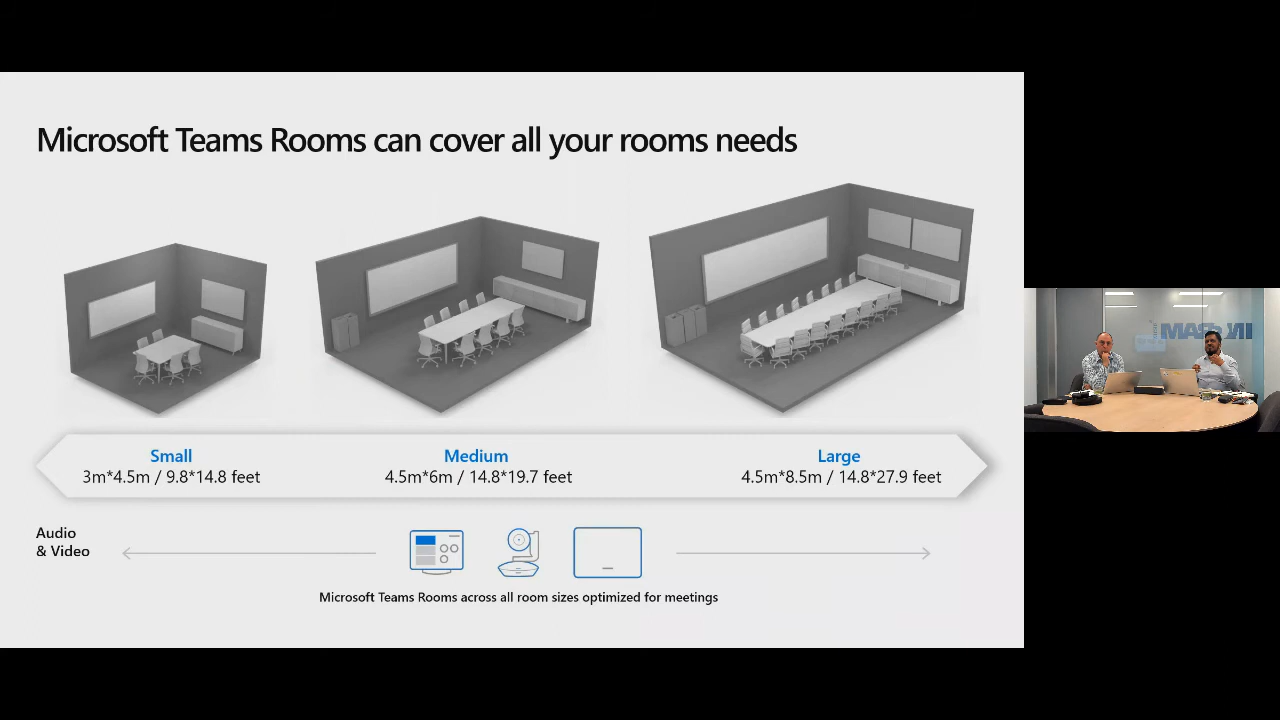 Microsoft Teams Rooms can cover all your rooms needs
Small
3m*4.5m / 9.8*14.8 feet
Medium
4.5m*6m / 14.8*19.7 feet
Large
4.5m*8.5m / 14.8*27.9 feet
Audio
& Video
Microsoft Teams Rooms across all room sizes optimized for meetings